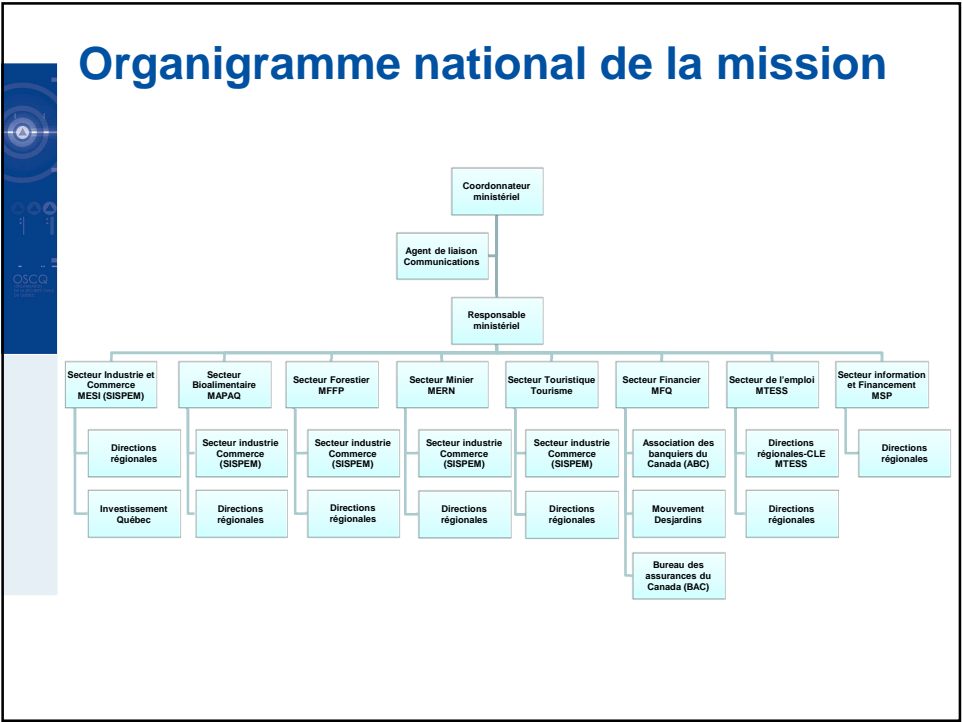 Organigramme national de la mission
OSCQ
Coordonnateur
ministériel
Agent de liaison
Communications
Responsable
ministériel
Secteur Industrie et
Commerce
MESI (SISPEM)
Secteur
Bioalimentaire
MAPAQ
Secteur Forestier
MFFP
Secteur Minier
MERN
Secteur Touristique
Tourisme
Secteur Financier
MFQ
Secteur de l'emploi
MTESS
Secteur information
et Financement
MSP
Directions
régionales
Secteur industrie
Commerce
(SISPEM)
Secteur industrie
Commerce
(SISPEM)
Secteur industrie
Commerce
(SISPEM)
Secteur industrie
Commerce
(SISPEM)
Association des
banquiers du
Canada (ABC)
Directions
régionales-CLE
MTESS
Directions
régionales
Investissement
Québec
Directions
régionales
Directions
régionales
Directions
régionales
Directions
régionales
Mouvement
Desjardins
Directions
régionales
Bureau des
assurances du
Canada (BAC)